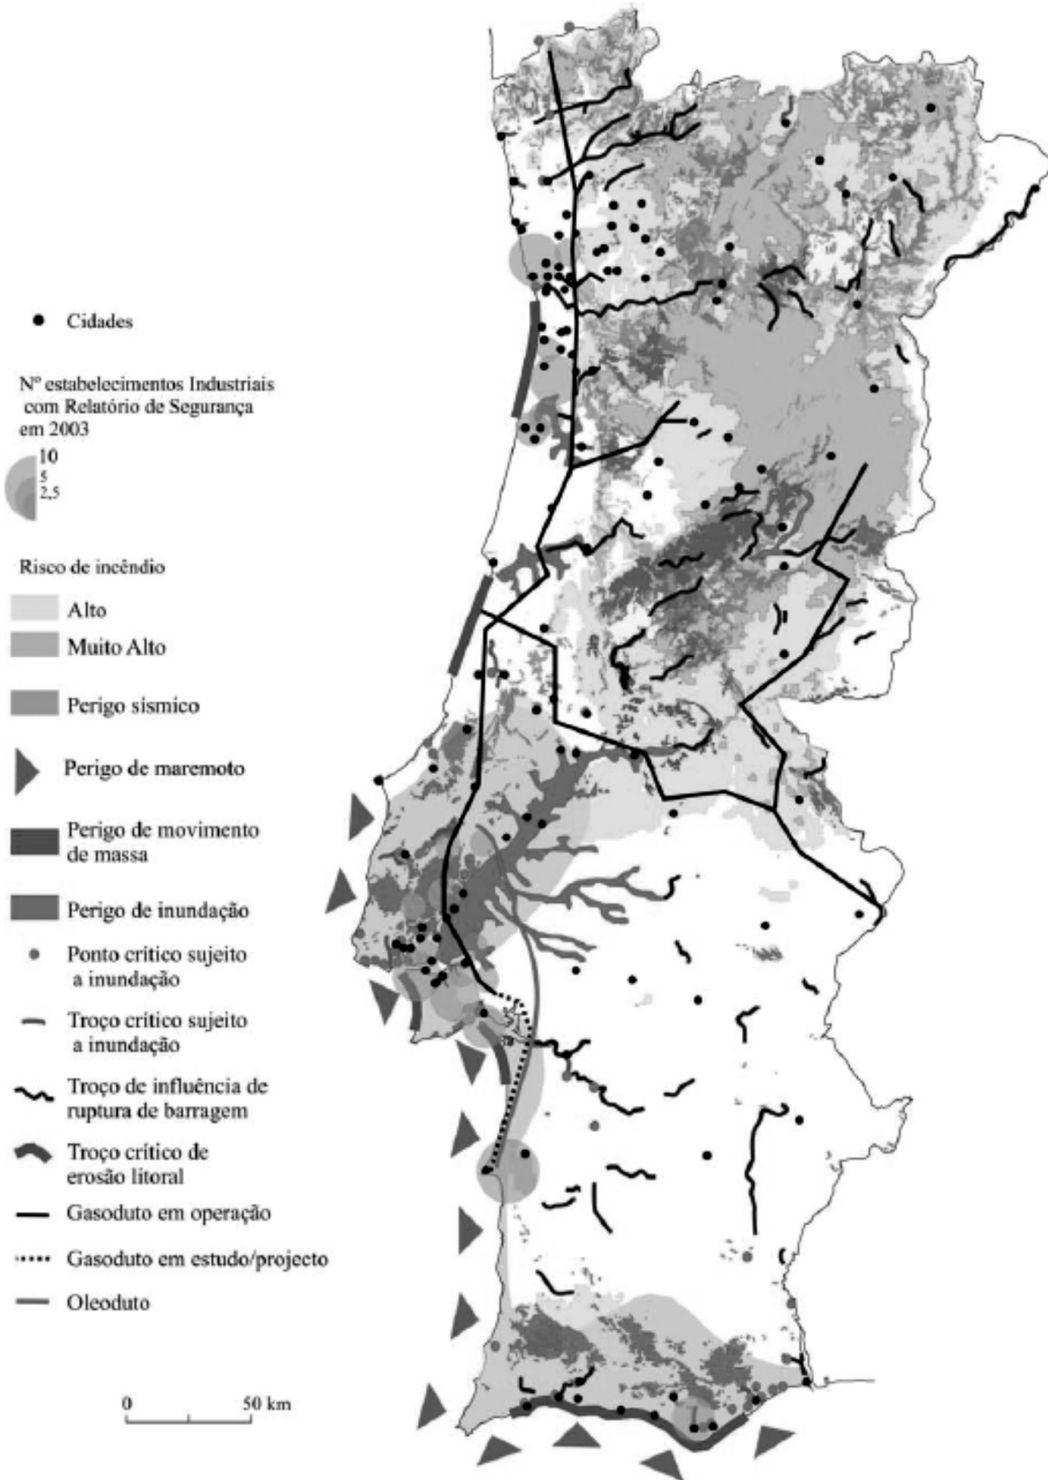 Cidades
Nº estabelecimentos Industriais
com Relatório de Segurança
em 2003
10
5
2,5
Risco de incêndio
Alto
Muito Alto
Perigo sísmico
Perigo de maremoto
Perigo de movimento
de massa
Perigo de inundação
Ponto crítico sujeito
a inundação
Troço crítico sujeito
a inundação
Troço de influência de
ruptura de barragem
Troço crítico de
erosão litoral
Gasoduto em operação
Gasoduto em estudo/projecto
Oleoduto
0 50 km